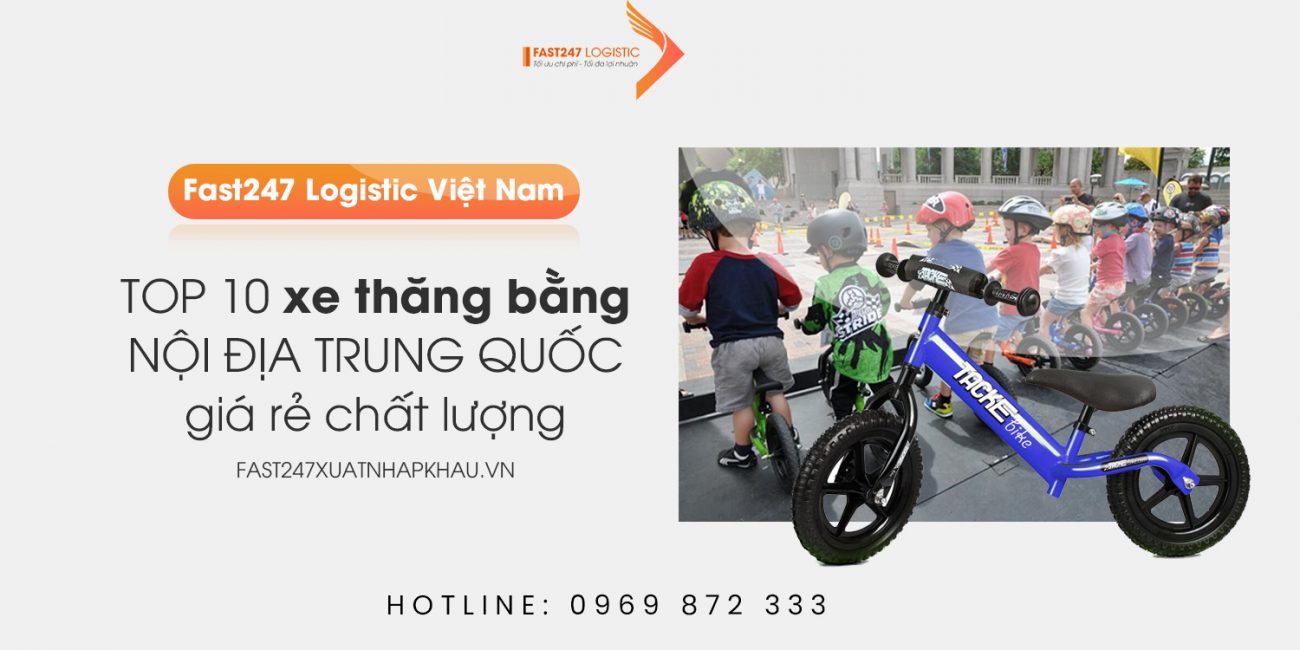 FAST247 LOGISTIC
Tối ưu chi phí - Tối đa lợi nhuận
Fast247 Logistic Việt Nam
TOP 10 xe thăng bằng
NỘI ĐỊA TRUNG QUỐC
giá rẻ chất lượng
FAST247XUATNHAPKHAU.VN
STRIDE
TACKE
bike
HOTLINE: 0969 872 333